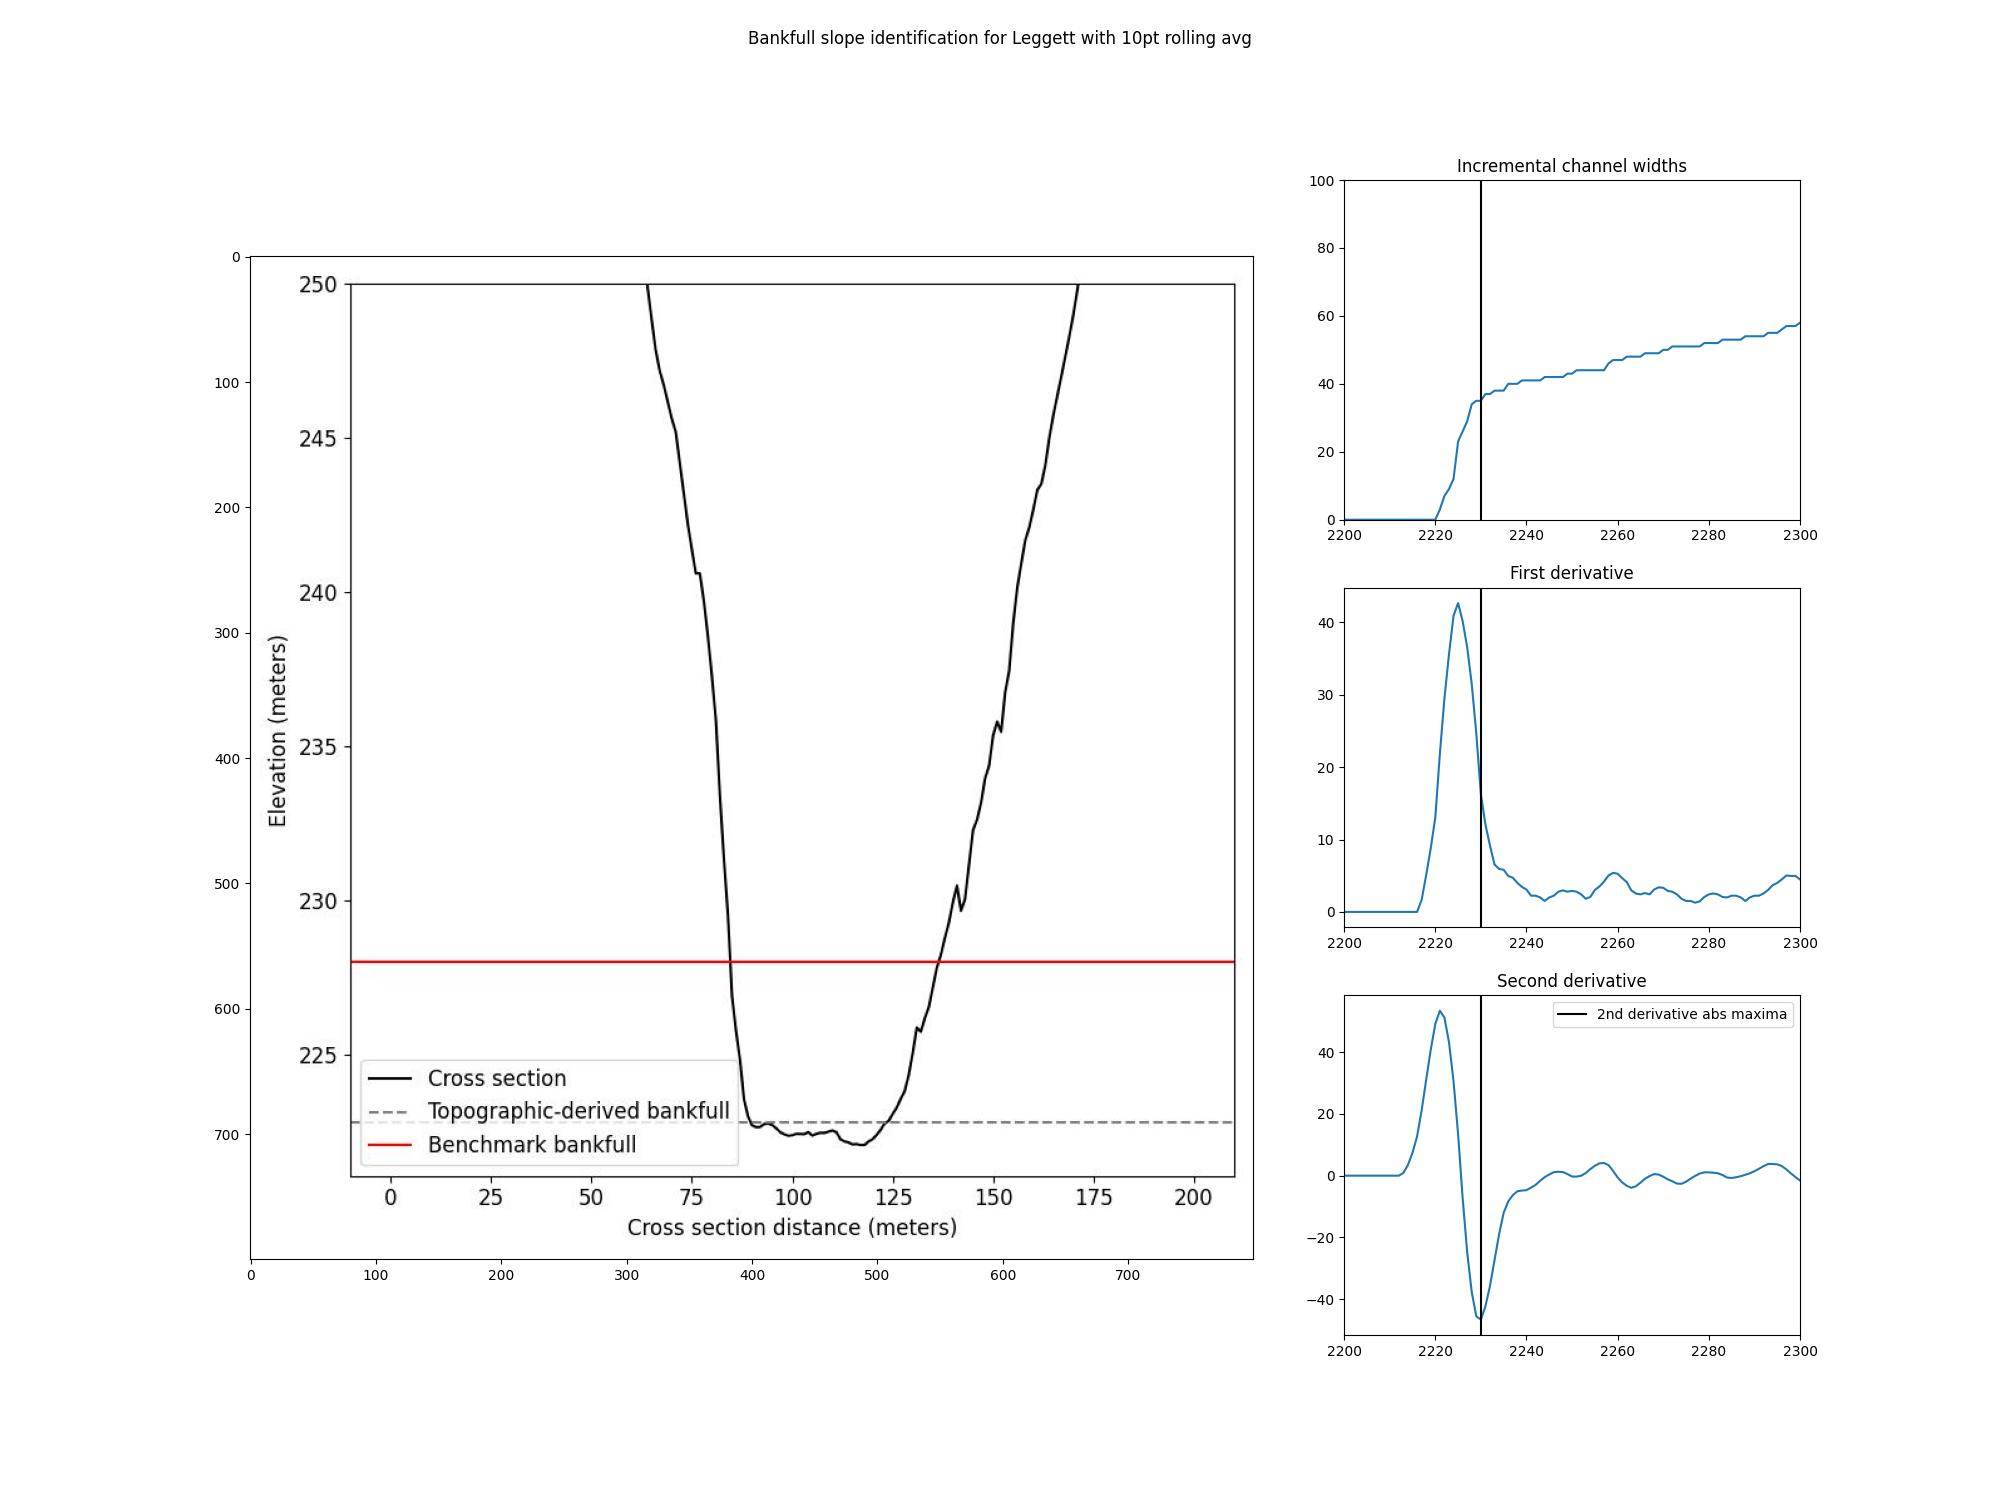 Bankfull slope identification for Leggett with 10pt rolling avg
0
100
200
300
400
500
600
700
0 100 200 300 400 500 600 700
Elevation (meters)
250
245
240
235
230
225
Cross section
Topographic-derived bankfull
Benchmark bankfull
0 25 50 75 100 125 150 175 200
Cross section distance (meters)
Incremental channel widths
100
80
60
40
20
0
2200 2220 2240 2260 2280 2300
First derivative
40
30
20
10
0
2200 2220 2240 2260 2280 2300
Second derivative
2nd derivative abs maxima
40
20
0
−20
−40
2200 2220 2240 2260 2280 2300